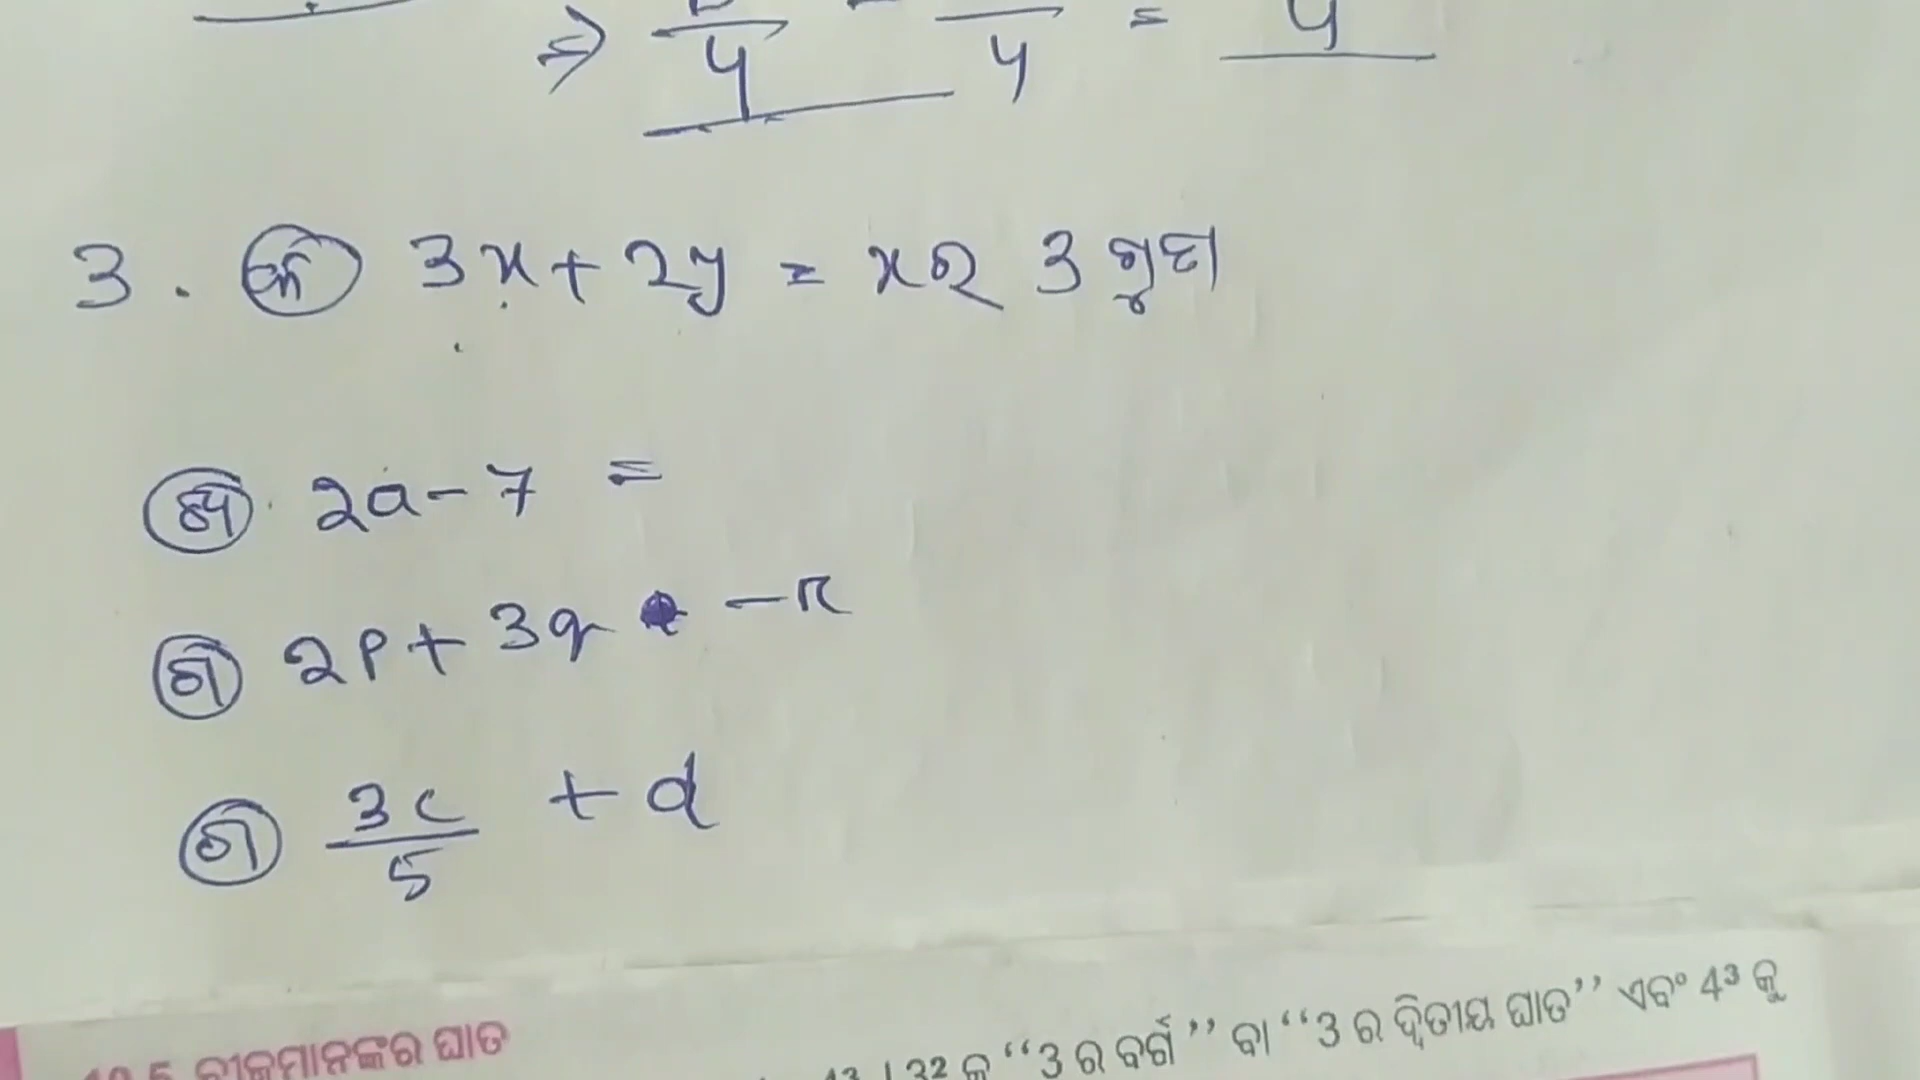 ⇒ 4 - 4 = 4
3. (କ) 3x + 2y = xର 3 ଗୁଣ
(ଖ) 2a - 7 =
(ଗ) 2p + 3q - r
(ଗ) 3c/5 + d
ବୀଜମାନଙ୍କର ଘାତ
3² କୁ ‘‘3 ର ବର୍ଗ’’ ବା ‘‘3 ର ଦ୍ୱିତୀୟ ଘାତ’’ ଏବଂ 4³ କୁ